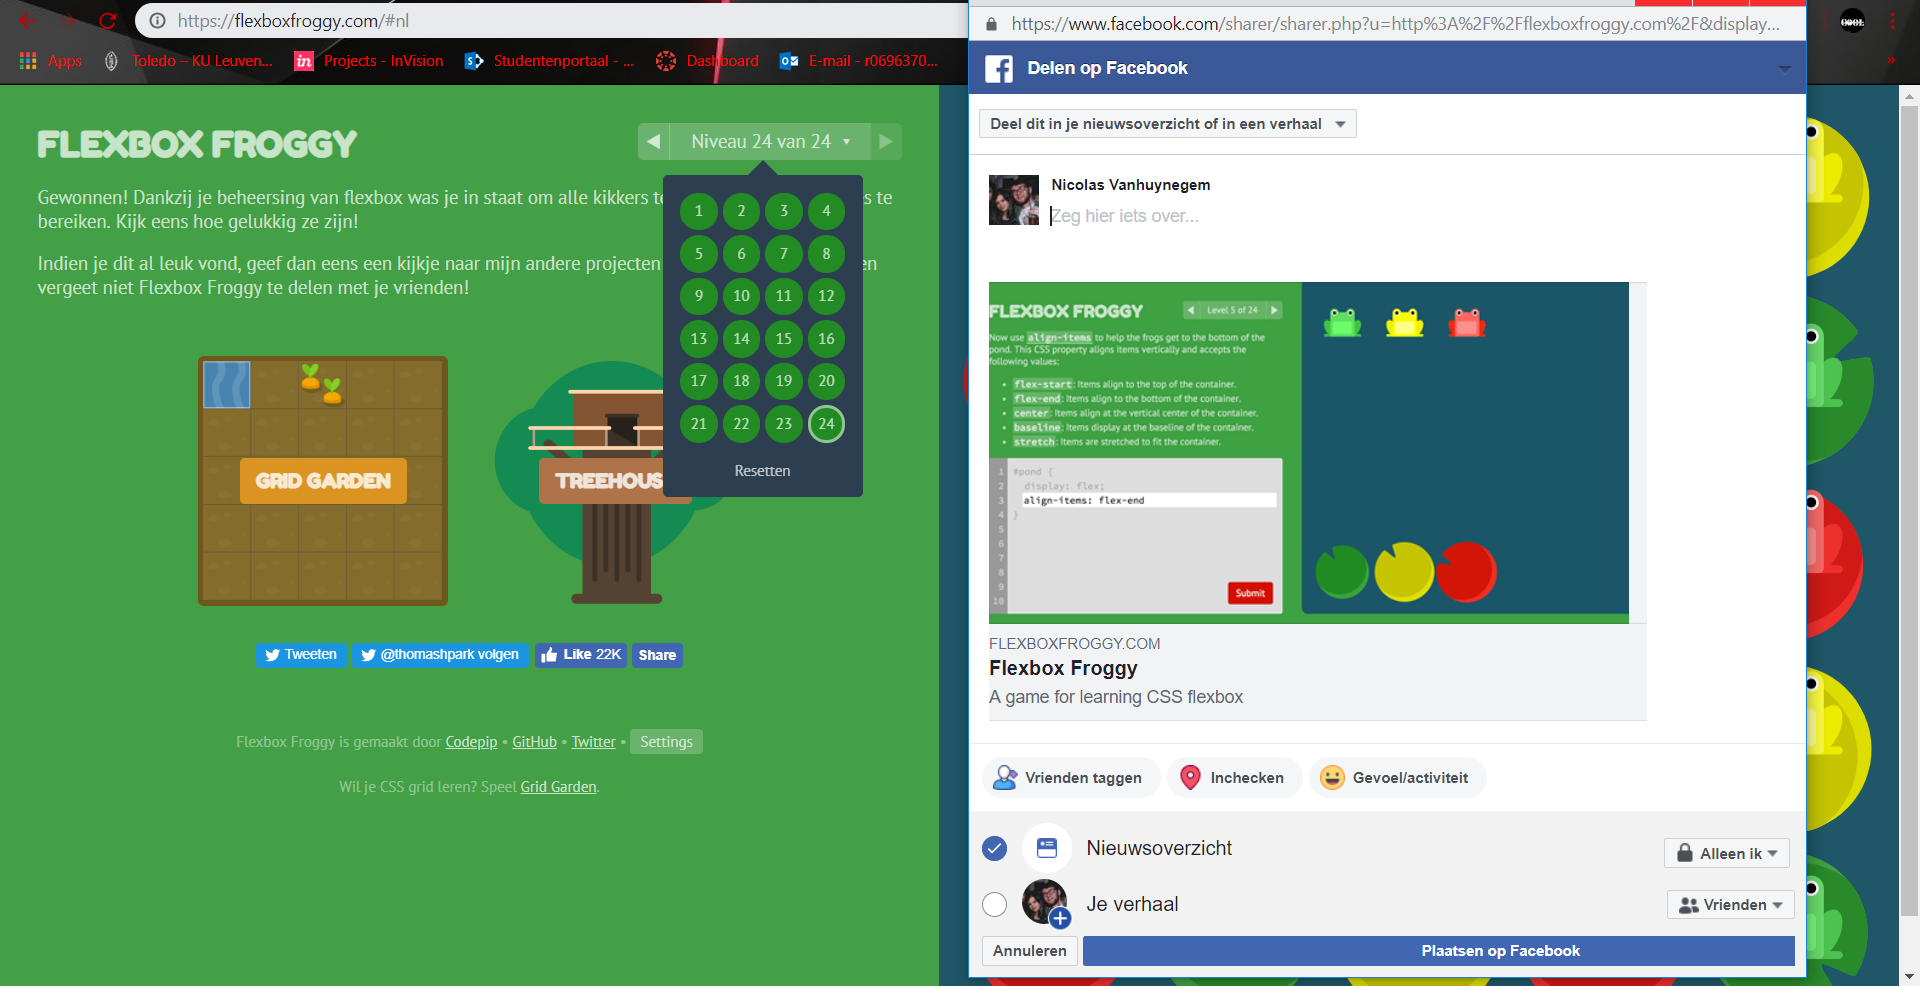 https://flexboxfroggy.com/#nl
Apps
Toledo – KU Leuven...
Projects - InVision
Studentenportaal - ...
Dashboard
E-mail - r0696370...
»
FLEXBOX FROGGY
Niveau 24 van 24
Gewonnen! Dankzij je beheersing van flexbox was je in staat om alle kikkers te
s te
bereiken. Kijk eens hoe gelukkig ze zijn!
Indien je dit al leuk vond, geef dan eens een kijkje naar mijn andere projecten
en
vergeet niet Flexbox Froggy te delen met je vrienden!
1 2 3 4
5 6 7 8
9 10 11 12
13 14 15 16
17 18 19 20
21 22 23 24
Resetten
GRID GARDEN
TREEHOUS
Tweeten
@thomashpark volgen
Like 22K
Share
Flexbox Froggy is gemaakt door Codepip • GitHub • Twitter • Settings
Wil je CSS grid leren? Speel Grid Garden.
https://www.facebook.com/sharer/sharer.php?u=http%3A%2F%2Fflexboxfroggy.com%2F&display...
Delen op Facebook
Deel dit in je nieuwsoverzicht of in een verhaal
Nicolas Vanhuynegem
Zeg hier iets over...
FLEXBOX FROGGY
Level 5 of 24
Now use align-items to help the frogs get to the bottom of the
pond. This CSS property aligns items vertically and accepts the
following values:
• flex-start: Items align to the top of the container.
• flex-end: Items align to the bottom of the container.
• center: Items align at the vertical center of the container.
• baseline: Items display at the baseline of the container.
• stretch: Items are stretched to fit the container.
1 #pond {
2 display: flex;
3 align-items: flex-end
4 }
5
6
7
8
9
10
Submit
FLEXBOXFROGGY.COM
Flexbox Froggy
A game for learning CSS flexbox
Vrienden taggen
Inchecken
Gevoel/activiteit
Nieuwsoverzicht
Alleen ik
Je verhaal
Vrienden
Annuleren
Plaatsen op Facebook